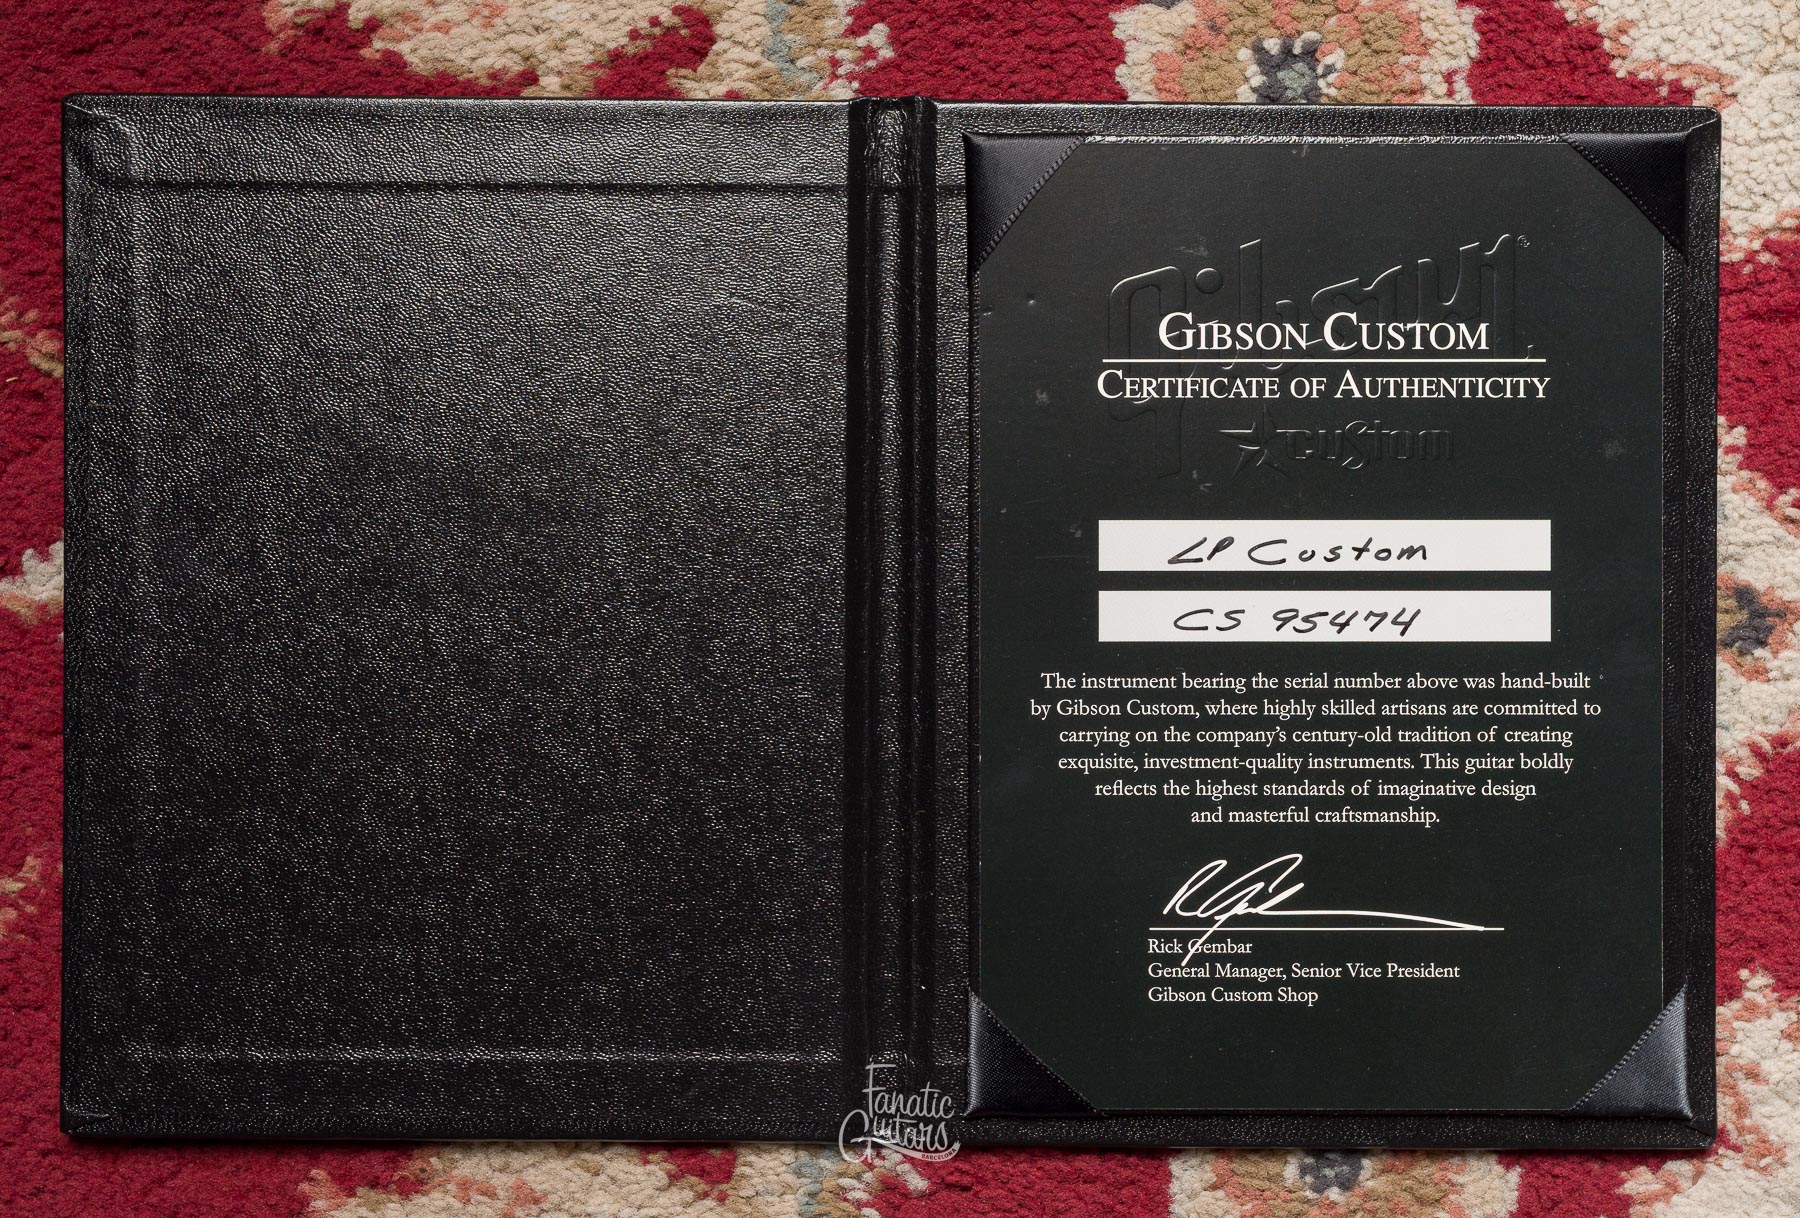 Gibson®
GIBSON CUSTOM
CERTIFICATE OF AUTHENTICITY
custom
LP Custom
CS 95474
The instrument bearing the serial number above was hand-built
by Gibson Custom, where highly skilled artisans are committed to
carrying on the company's century-old tradition of creating
exquisite, investment-quality instruments. This guitar boldly
reflects the highest standards of imaginative design
and masterful craftsmanship.
Rick Gembar
General Manager, Senior Vice President
Gibson Custom Shop
Fanatic
Guitars
BARCELONA